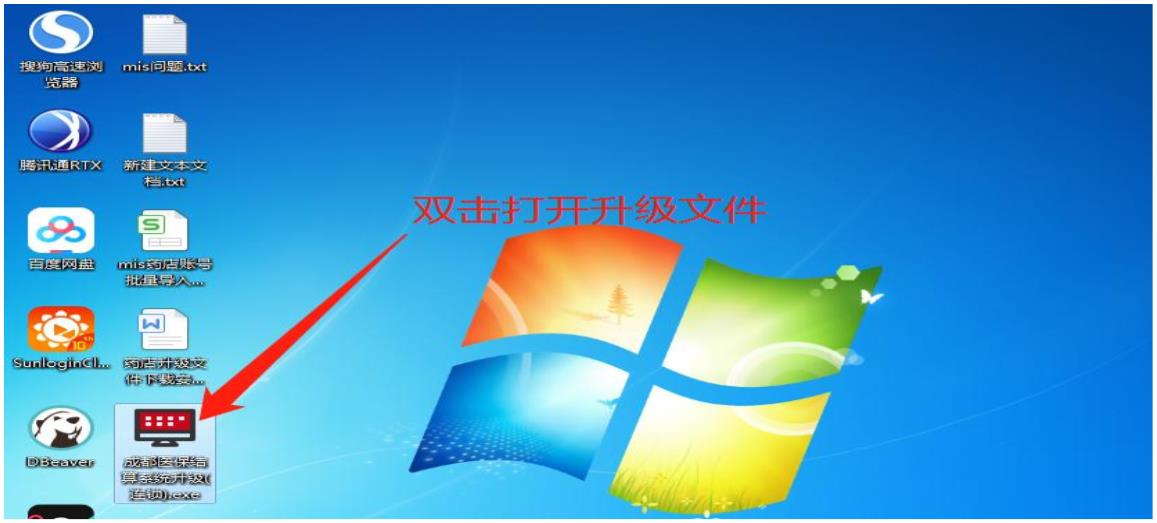 搜狗高速浏
览器
mis问题.txt
腾讯通RTX
新建文本文
档.txt
百度网盘
mis药店账号
批量导入...
SunloginCl...
药店升级文
件下载安...
DBeaver
成都医保结
算系统升级(
连锁).exe
双击打开升级文件
10th